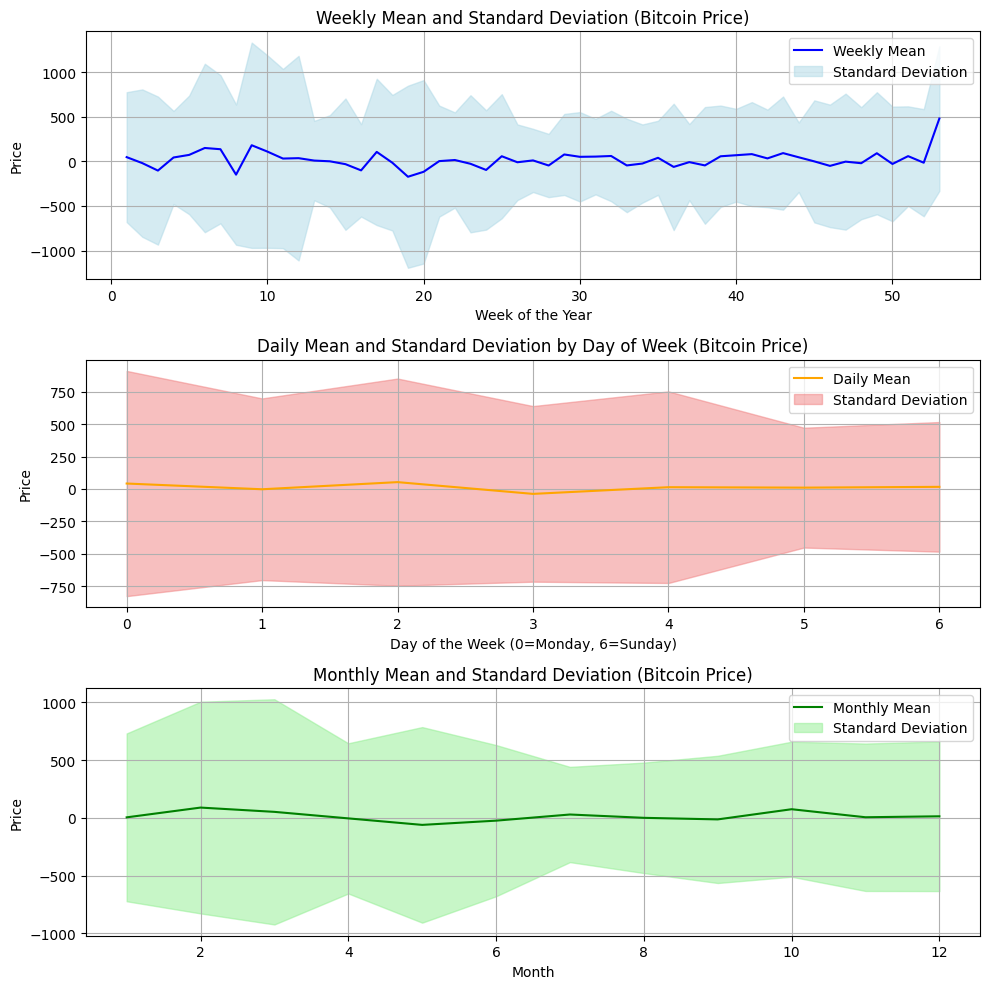 Weekly Mean and Standard Deviation (Bitcoin Price)
Weekly Mean
Standard Deviation
1000
500
0
−500
−1000
Price
0 10 20 30 40 50
Week of the Year
Daily Mean and Standard Deviation by Day of Week (Bitcoin Price)
Daily Mean
Standard Deviation
750
500
250
0
−250
−500
−750
Price
0 1 2 3 4 5 6
Day of the Week (0=Monday, 6=Sunday)
Monthly Mean and Standard Deviation (Bitcoin Price)
Monthly Mean
Standard Deviation
1000
500
0
−500
−1000
Price
2 4 6 8 10 12
Month